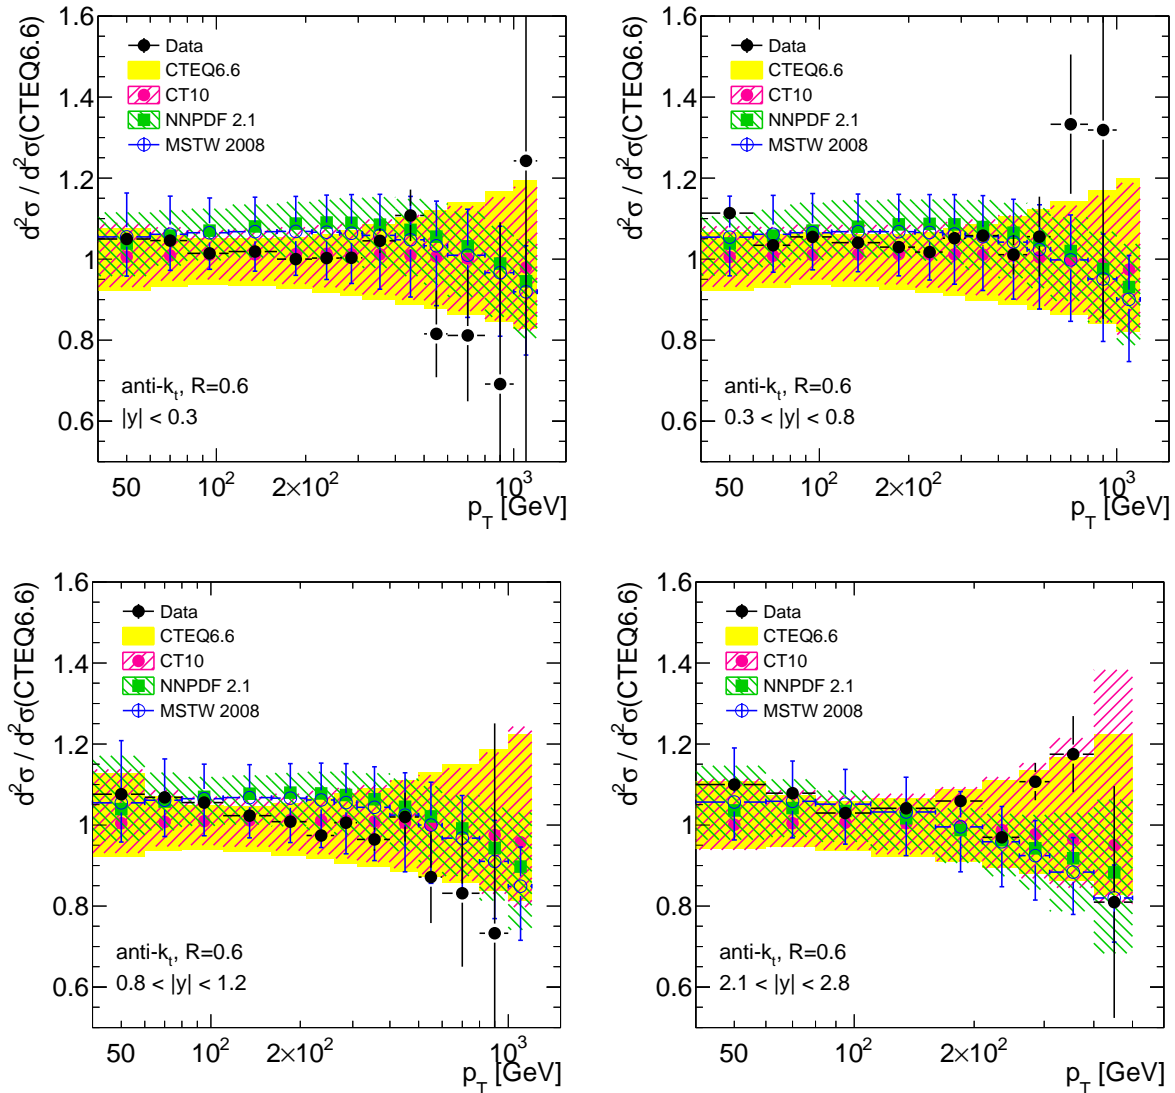 d²σ / d²σ(CTEQ6.6)
1.6
1.4
1.2
1
0.8
0.6
Data
CTEQ6.6
CT10
NNPDF 2.1
MSTW 2008
anti-kₜ, R=0.6
|y| < 0.3
50
10²
2×10²
10³
p_T [GeV]
d²σ / d²σ(CTEQ6.6)
1.6
1.4
1.2
1
0.8
0.6
Data
CTEQ6.6
CT10
NNPDF 2.1
MSTW 2008
anti-kₜ, R=0.6
0.3 < |y| < 0.8
50
10²
2×10²
10³
p_T [GeV]
d²σ / d²σ(CTEQ6.6)
1.6
1.4
1.2
1
0.8
0.6
Data
CTEQ6.6
CT10
NNPDF 2.1
MSTW 2008
anti-kₜ, R=0.6
0.8 < |y| < 1.2
50
10²
2×10²
10³
p_T [GeV]
d²σ / d²σ(CTEQ6.6)
1.6
1.4
1.2
1
0.8
0.6
Data
CTEQ6.6
CT10
NNPDF 2.1
MSTW 2008
anti-kₜ, R=0.6
2.1 < |y| < 2.8
50
10²
2×10²
p_T [GeV]